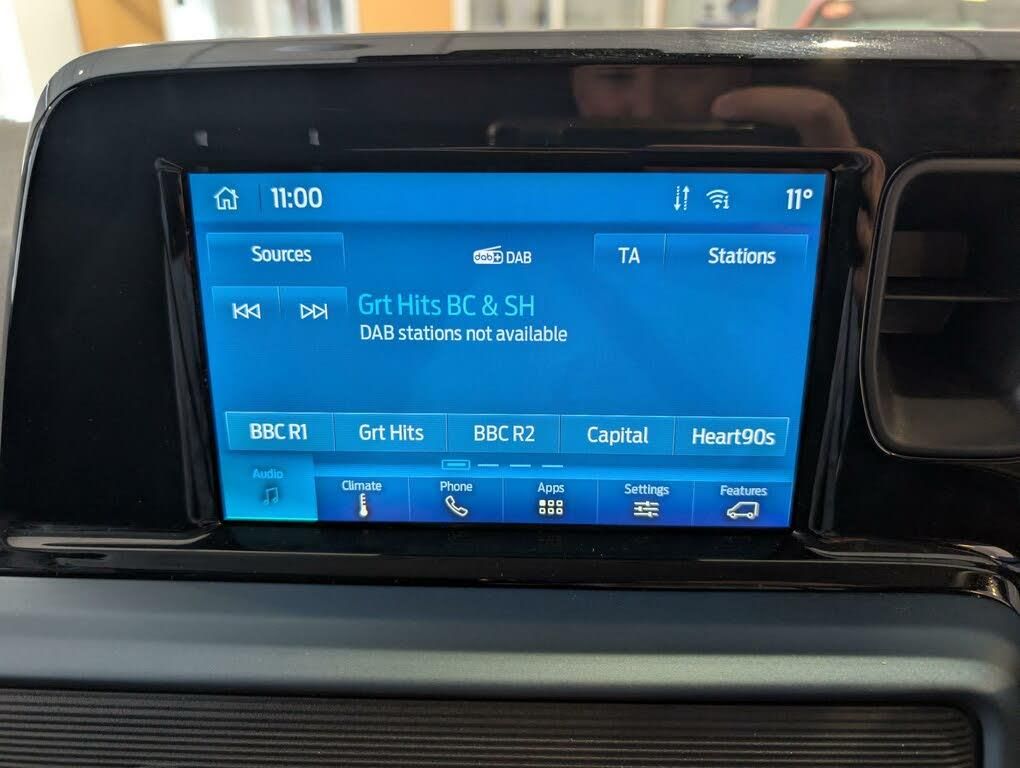 11:00
11°
Sources
dab+ DAB
TA
Stations
Grt Hits BC & SH
DAB stations not available
BBC R1
Grt Hits
BBC R2
Capital
Heart90s
Audio
Climate
Phone
Apps
Settings
Features